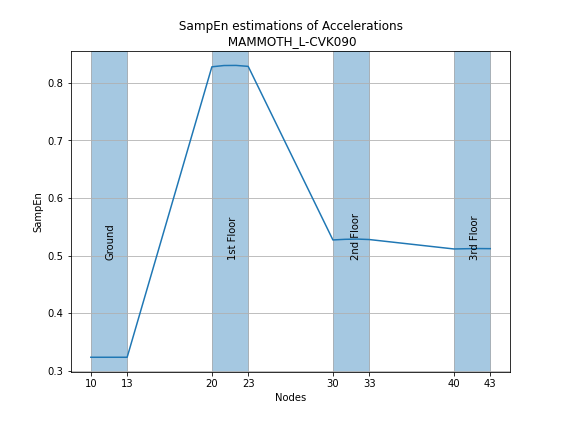 SampEn estimations of Accelerations
MAMMOTH_L-CVK090
SampEn
0.8
0.7
0.6
0.5
0.4
0.3
Ground
1st Floor
2nd Floor
3rd Floor
10 13 20 23 30 33 40 43
Nodes